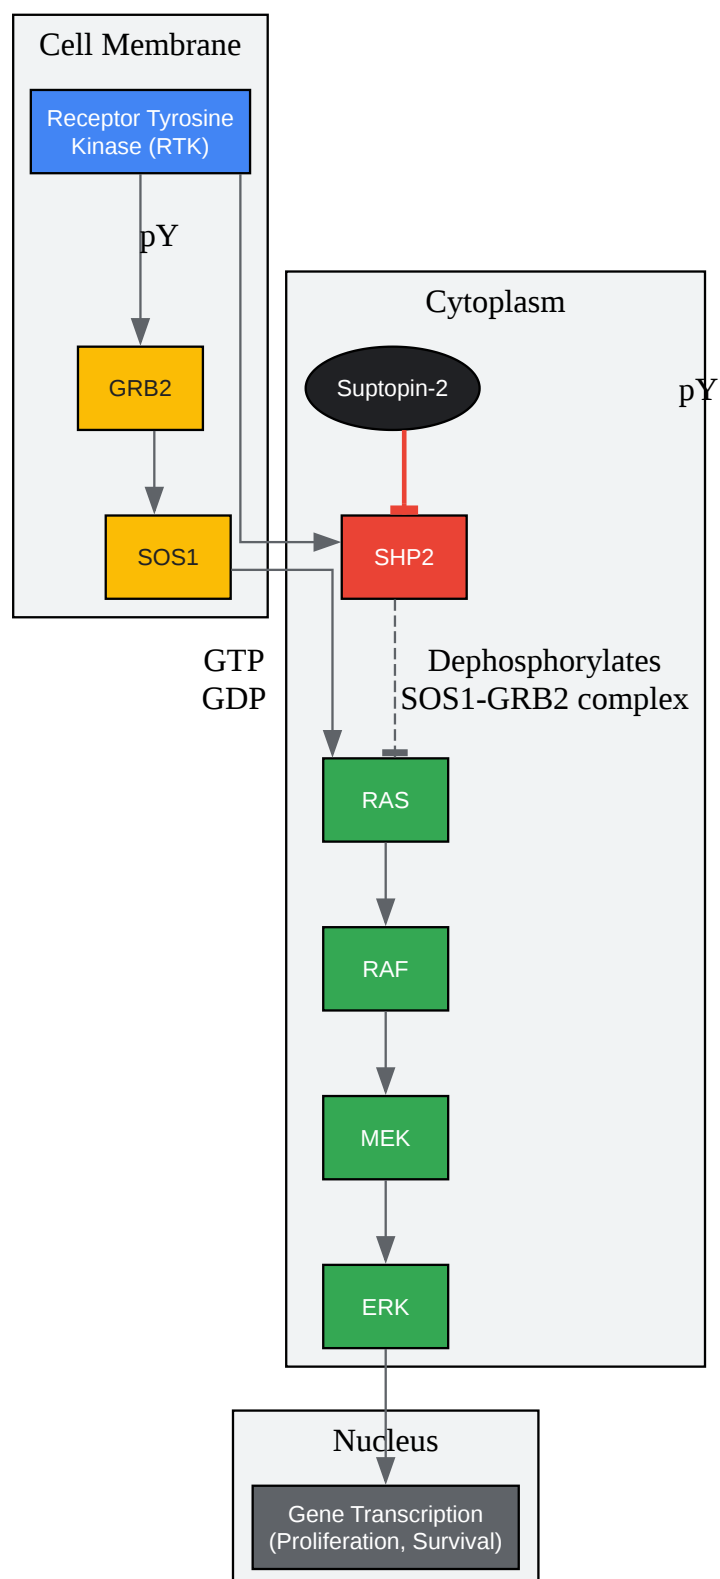 Cell Membrane
Receptor Tyrosine
Kinase (RTK)
pY
Cytoplasm
GRB2
Suptopin-2
pY
SOS1
SHP2
GTP
GDP
Dephosphorylates
SOS1-GRB2 complex
RAS
RAF
MEK
ERK
Nucleus
Gene Transcription
(Proliferation, Survival)